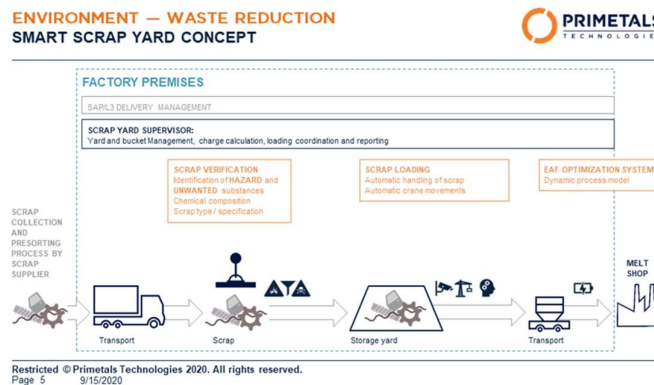 ENVIRONMENT — WASTE REDUCTION
SMART SCRAP YARD CONCEPT
PRIMETALS
TECHNOLOGIE
FACTORY PREMISES
SAP/L3 DELIVERY MANAGEMENT
SCRAP YARD SUPERVISOR:
Yard and bucket Management, charge calculation, loading coordination and reporting
SCRAP VERIFICATION
Identification of HAZARD and
UNWANTED substances
Chemical composition
Scrap type / specification
SCRAP LOADING
Automatic handling of scrap
Automatic crane movements
EAF OPTIMIZATION SYSTEM
Dynamic process model
SCRAP
COLLECTION
AND
PRESORTING
PROCESS BY
SCRAP
SUPPLIER
MELT
SHOP
Transport
Scrap
Storage yard
Transport
Restricted © Primetals Technologies 2020. All rights reserved.
Page 5 9/15/2020